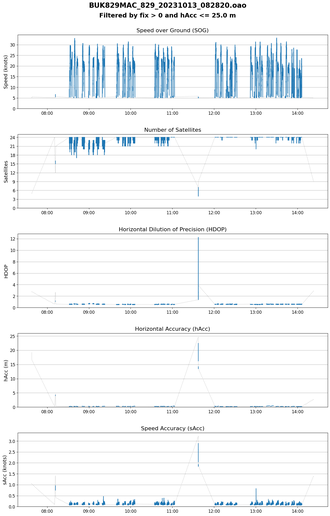 BUK829MAC_829_20231013_082820.oao
Filtered by fix > 0 and hAcc <= 25.0 m
Speed over Ground (SOG)
Speed (knots)
30
25
20
15
10
5
0
08:00 09:00 10:00 11:00 12:00 13:00 14:00
Number of Satellites
Satellites
24
21
18
15
12
9
6
3
0
08:00 09:00 10:00 11:00 12:00 13:00 14:00
Horizontal Dilution of Precision (HDOP)
HDOP
12
10
8
6
4
2
0
08:00 09:00 10:00 11:00 12:00 13:00 14:00
Horizontal Accuracy (hAcc)
hAcc (m)
25
20
15
10
5
0
08:00 09:00 10:00 11:00 12:00 13:00 14:00
Speed Accuracy (sAcc)
sAcc (knots)
3.0
2.5
2.0
1.5
1.0
0.5
0.0
08:00 09:00 10:00 11:00 12:00 13:00 14:00